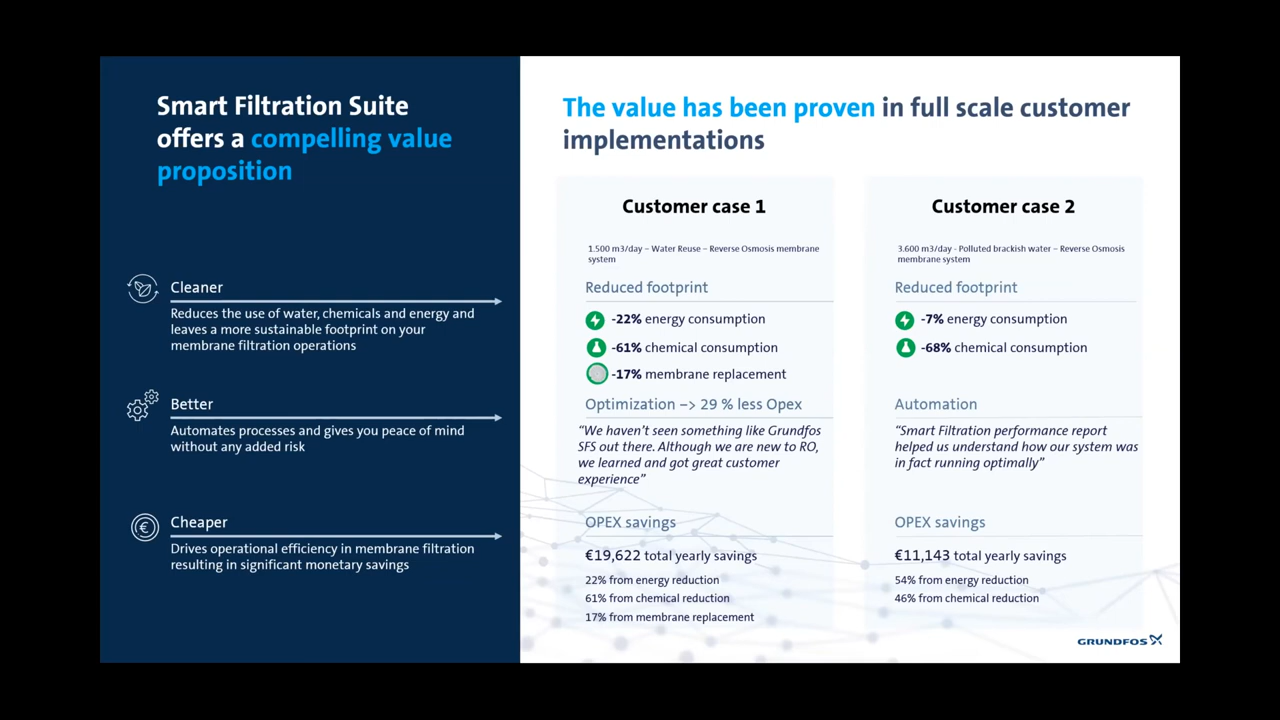 Smart Filtration Suite
offers a compelling value
proposition
Cleaner
Reduces the use of water, chemicals and energy and
leaves a more sustainable footprint on your
membrane filtration operations
Better
Automates processes and gives you peace of mind
without any added risk
€
Cheaper
Drives operational efficiency in membrane filtration
resulting in significant monetary savings
The value has been proven in full scale customer
implementations
Customer case 1
1.500 m3/day – Water Reuse – Reverse Osmosis membrane
system
Reduced footprint
-22% energy consumption
-61% chemical consumption
-17% membrane replacement
Optimization –> 29 % less Opex
“We haven’t seen something like Grundfos
SFS out there. Although we are new to RO,
we learned and got great customer
experience”
OPEX savings
€19,622 total yearly savings
22% from energy reduction
61% from chemical reduction
17% from membrane replacement
Customer case 2
3.600 m3/day - Polluted brackish water – Reverse Osmosis
membrane system
Reduced footprint
-7% energy consumption
-68% chemical consumption
Automation
“Smart Filtration performance report
helped us understand how our system was
in fact running optimally”
OPEX savings
€11,143 total yearly savings
54% from energy reduction
46% from chemical reduction
GRUNDFOS